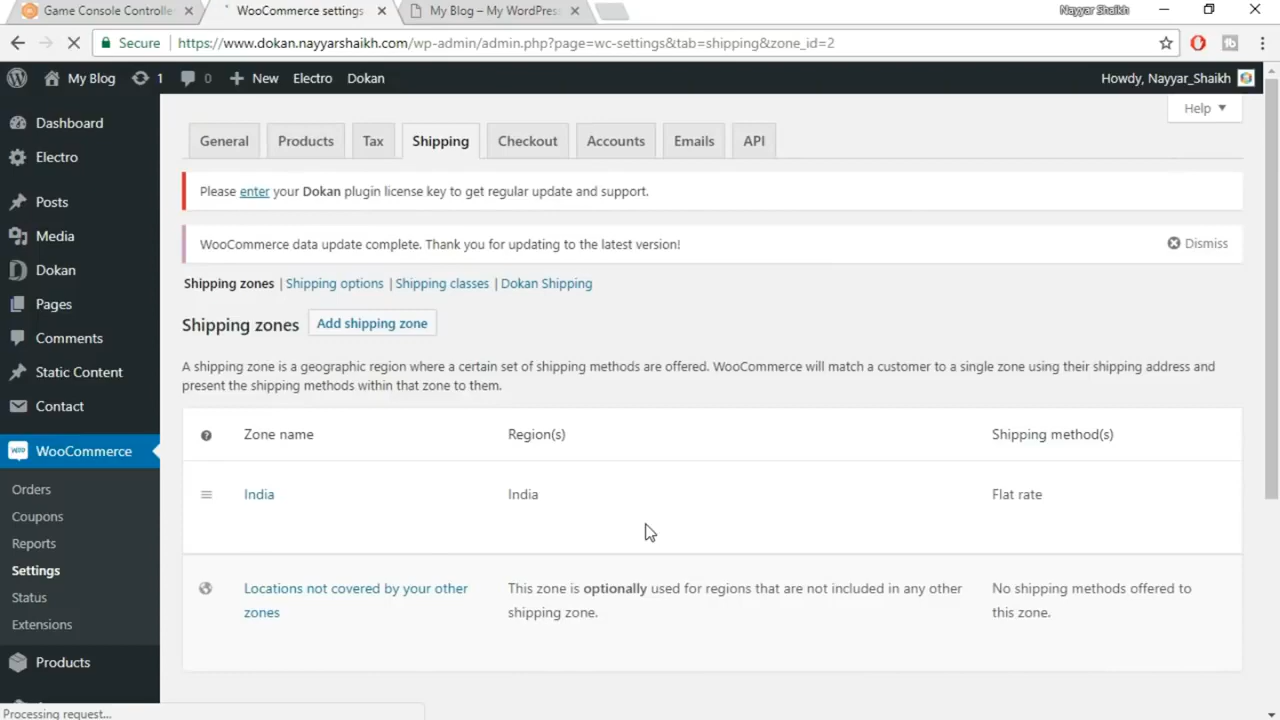 Game Console Controlle
WooCommerce settings
My Blog – My WordPres
Nayyar Shaikh
Secure
https://www.dokan.nayyarshaikh.com/wp-admin/admin.php?page=wc-settings&tab=shipping&zone_id=2
My Blog
1
0
New
Electro
Dokan
Howdy, Nayyar_Shaikh
Help
Dashboard
Electro
Posts
Media
Dokan
Pages
Comments
Static Content
Contact
WooCommerce
Orders
Coupons
Reports
Settings
Status
Extensions
Products
General
Products
Tax
Shipping
Checkout
Accounts
Emails
API
Please enter your Dokan plugin license key to get regular update and support.
WooCommerce data update complete. Thank you for updating to the latest version!
Dismiss
Shipping zones | Shipping options | Shipping classes | Dokan Shipping
Shipping zones
Add shipping zone
A shipping zone is a geographic region where a certain set of shipping methods are offered. WooCommerce will match a customer to a single zone using their shipping address and
present the shipping methods within that zone to them.
Zone name
Region(s)
Shipping method(s)
India
India
Flat rate
Locations not covered by your other
zones
This zone is optionally used for regions that are not included in any other
shipping zone.
No shipping methods offered to
this zone.
Processing request...